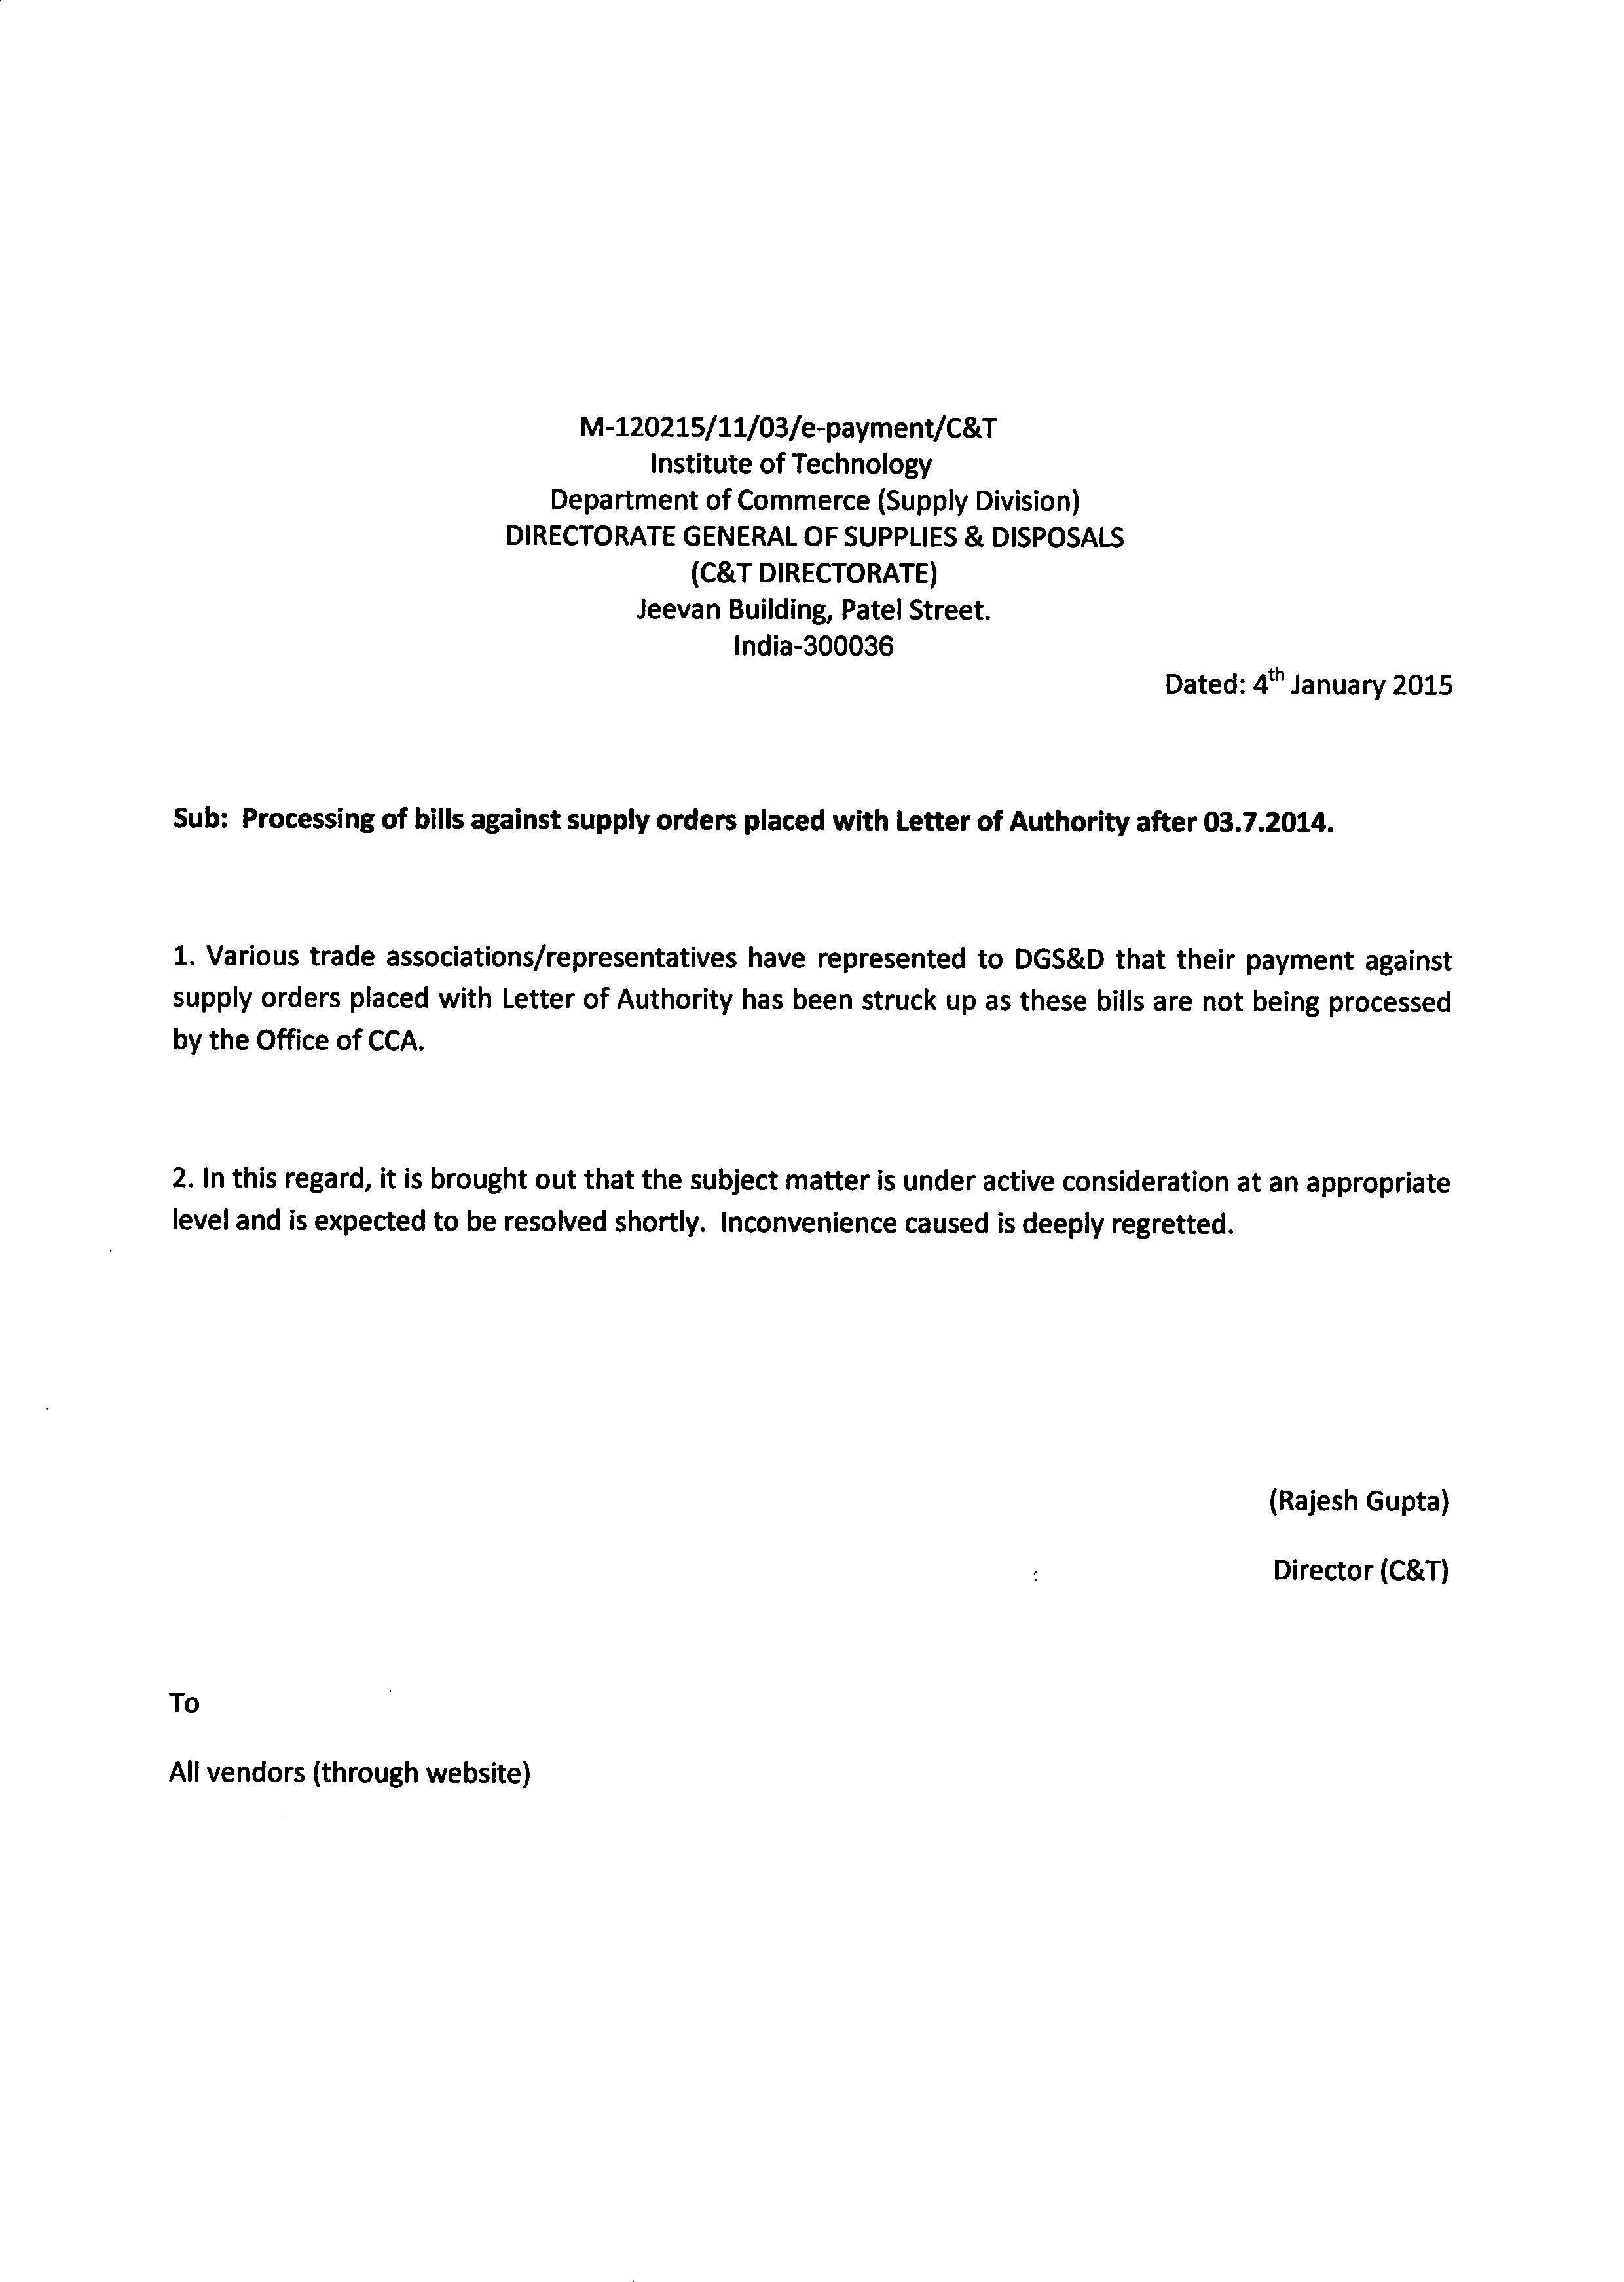 M-120215/11/03/e-payment/C&T
Institute of Technology
Department of Commerce (Supply Division)
DIRECTORATE GENERAL OF SUPPLIES & DISPOSALS
(C&T DIRECTORATE)
Jeevan Building, Patel Street.
India-300036
Dated: 4th January 2015
Sub: Processing of bills against supply orders placed with Letter of Authority after 03.7.2014.
1. Various trade associations/representatives have represented to DGS&D that their payment against
supply orders placed with Letter of Authority has been struck up as these bills are not being processed
by the Office of CCA.
2. In this regard, it is brought out that the subject matter is under active consideration at an appropriate
level and is expected to be resolved shortly. Inconvenience caused is deeply regretted.
(Rajesh Gupta)
Director (C&T)
To
All vendors (through website)